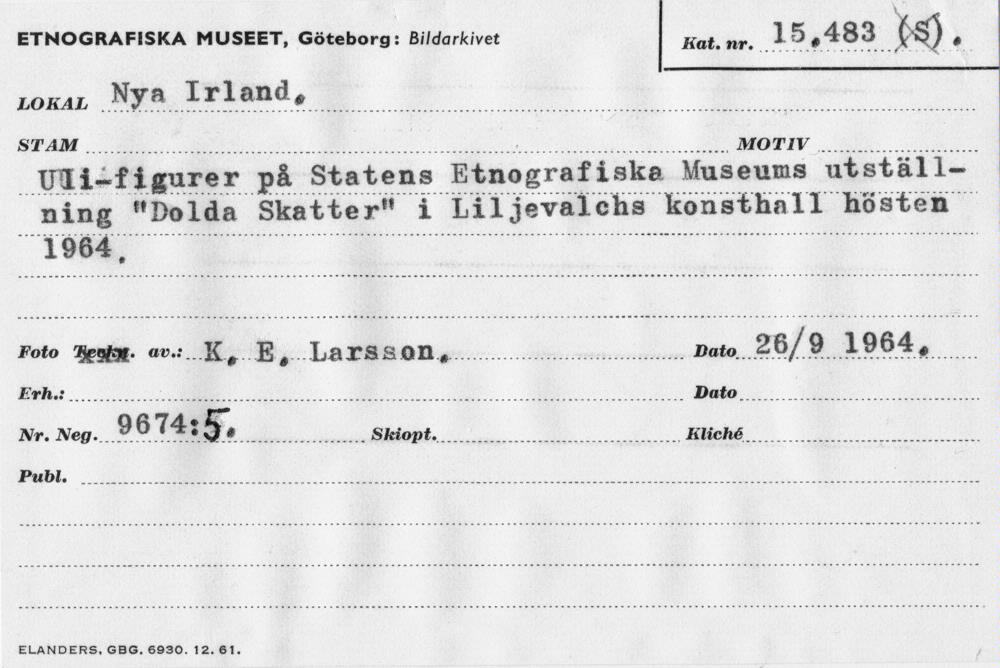 ETNOGRAFISKA MUSEET, Göteborg: Bildarkivet
Kat. nr. 15,483 (S).
LOKAL Nya Irland.
STAM MOTIV
Uli-figurer på Statens Etnografiska Museums utställ-
ning "Dolda Skatter" i Liljevalchs konsthall hösten
1964.
Foto Teckn. av.: K. E. Larsson. Dato 26/9 1964.
Erh.: Dato
Nr. Neg. 9674:5. Skiopt. Kliché
Publ.
ELANDERS, GBG. 6930. 12. 61.